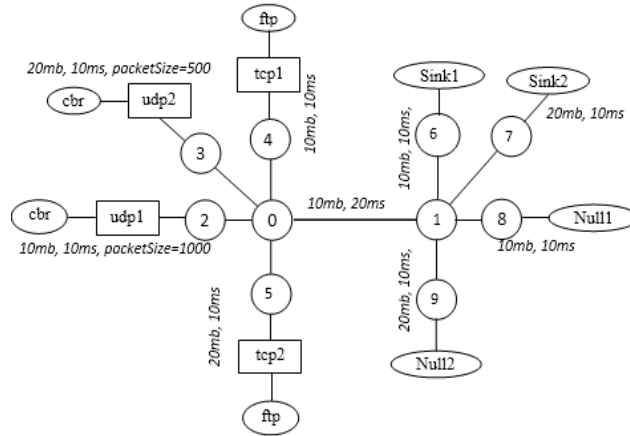 ftp
20mb, 10ms, packetSize=500
tcp1
10mb, 10ms
cbr
udp2
3
4
Sink1
Sink2
20mb, 10ms
10mb, 10ms,
6
7
cbr
udp1
2
0
10mb, 20ms
1
8
Null1
10mb, 10ms, packetSize=1000
10mb, 10ms
5
20mb, 10ms
tcp2
ftp
20mb, 10ms,
9
Null2